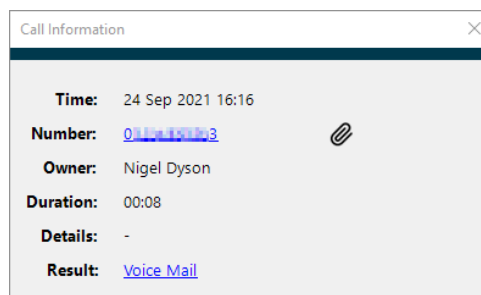 Call Information
Time: 24 Sep 2021 16:16
Number:
Owner: Nigel Dyson
Duration: 00:08
Details: -
Result: Voice Mail